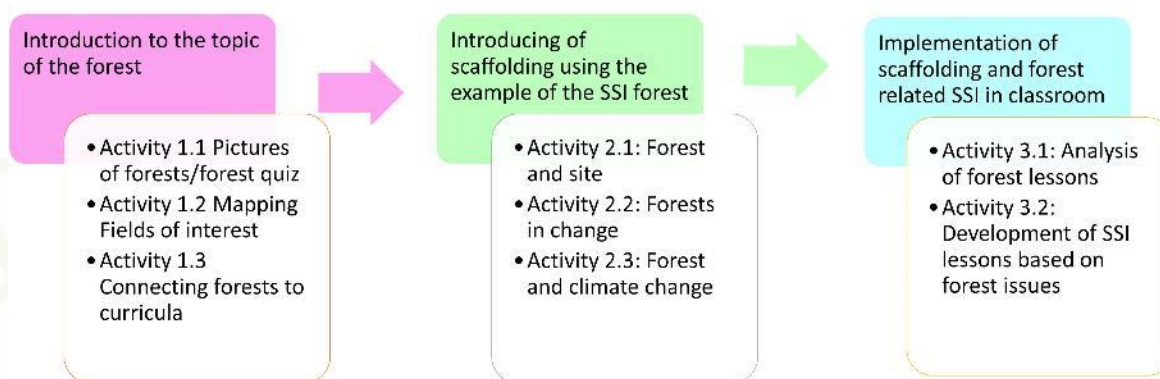 Introduction to the topic
of the forest
• Activity 1.1 Pictures
of forests/forest quiz
• Activity 1.2 Mapping
Fields of interest
• Activity 1.3
Connecting forests to
curricula
Introducing of
scaffolding using the
example of the SSI forest
• Activity 2.1: Forest
and site
• Activity 2.2: Forests
in change
• Activity 2.3: Forest
and climate change
Implementation of
scaffolding and forest
related SSI in classroom
• Activity 3.1: Analysis
of forest lessons
• Activity 3.2:
Development of SSI
lessons based on
forest issues